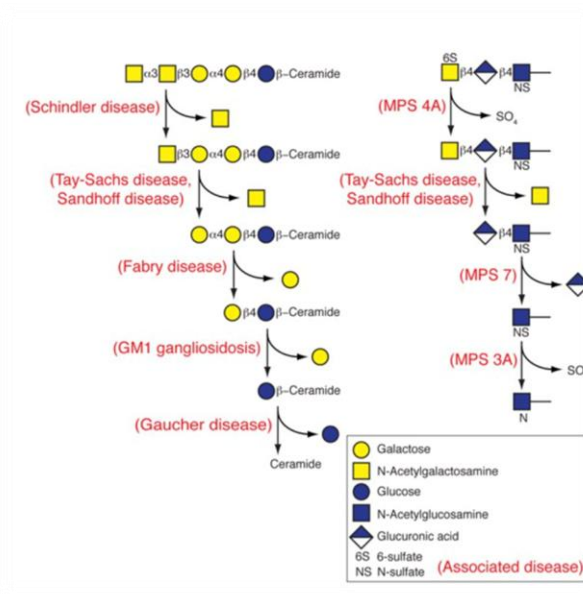 α3 β3 α4 β4 β–Ceramide
(Schindler disease)
β3 α4 β4 β–Ceramide
(Tay-Sachs disease,
Sandhoff disease)
α4 β4 β–Ceramide
(Fabry disease)
β4 β–Ceramide
(GM1 gangliosidosis)
β–Ceramide
(Gaucher disease)
Ceramide
6S
β4 β4
NS
(MPS 4A)
SO₄
β4 β4
NS
(Tay-Sachs disease,
Sandhoff disease)
β4
NS
(MPS 7)
NS
(MPS 3A)
SO
N
Galactose
N-Acetylgalactosamine
Glucose
N-Acetylglucosamine
Glucuronic acid
6S 6-sulfate
NS N-sulfate
(Associated disease)